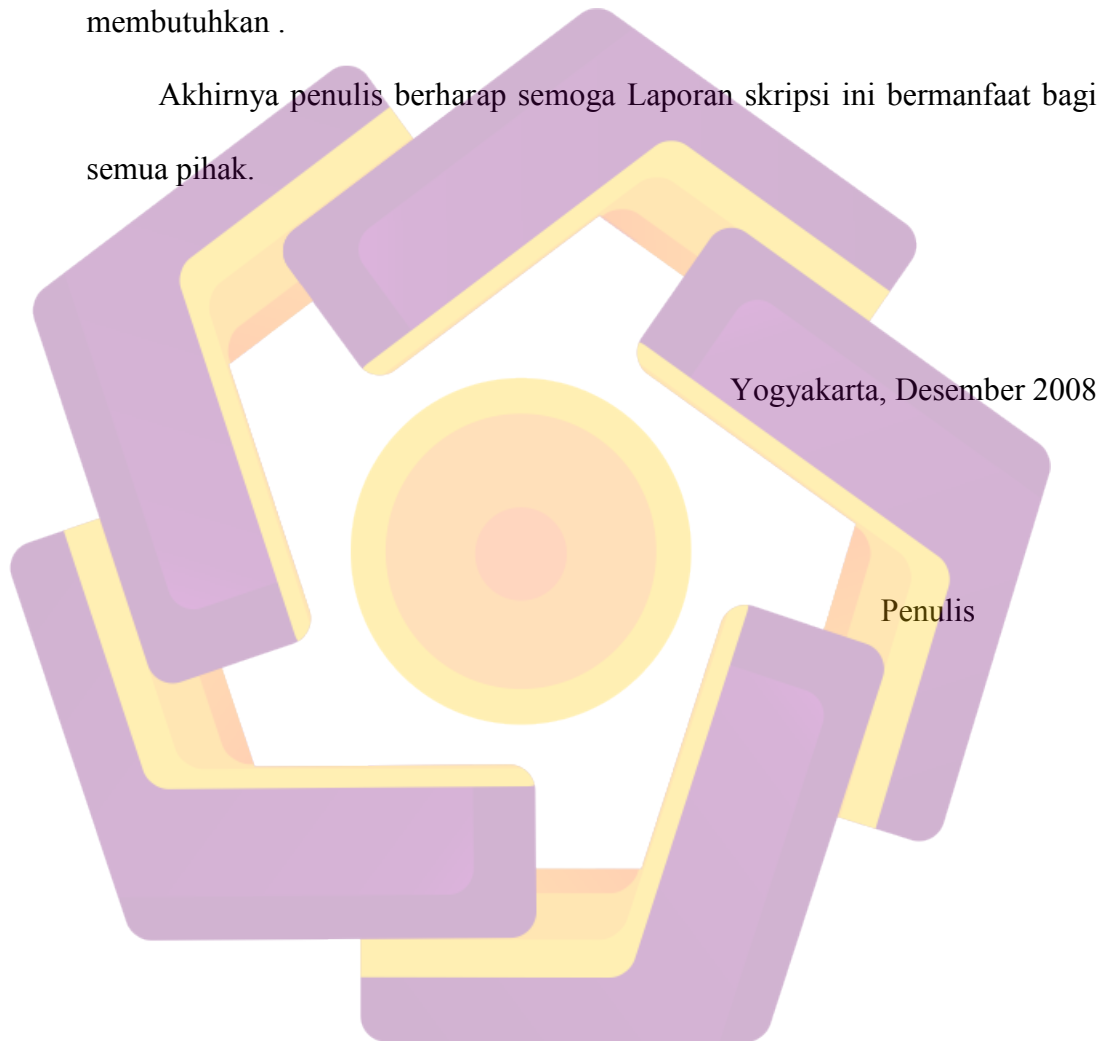 membutuhkan .
Akhirnya penulis berharap semoga Laporan skripsi ini bermanfaat bagi
semua pihak.
Yogyakarta, Desember 2008
Penulis